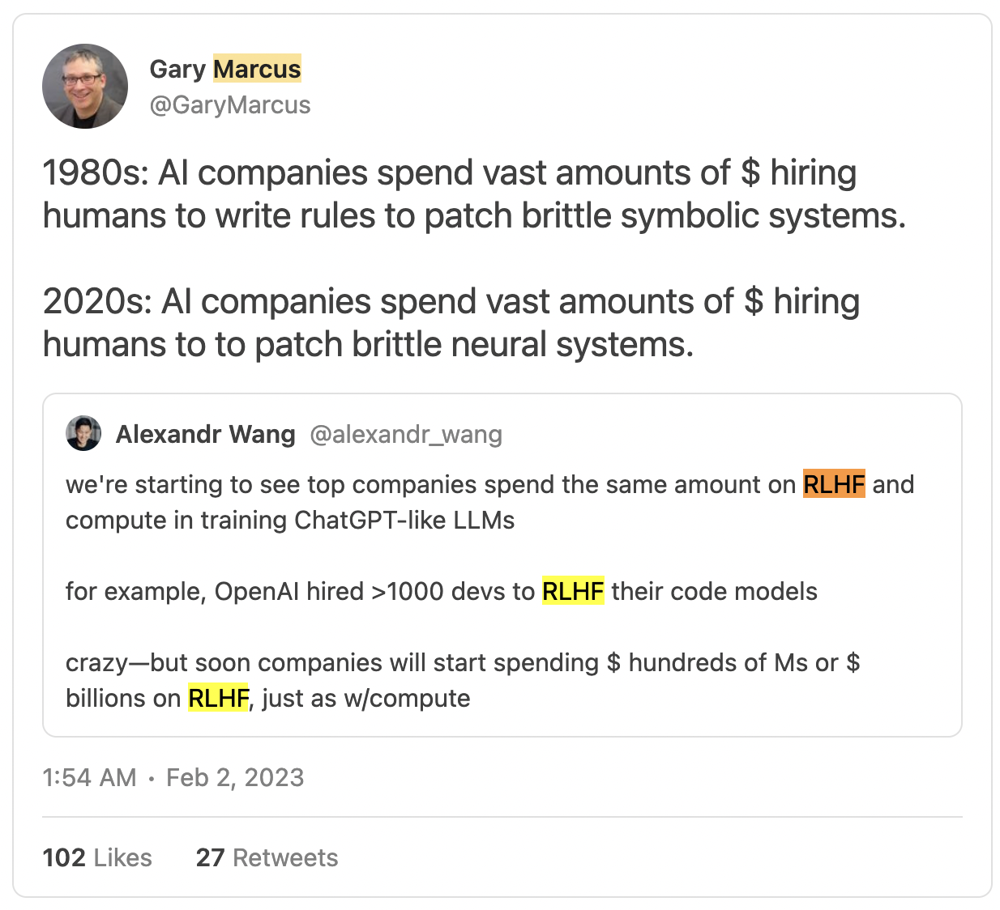 Gary Marcus
@GaryMarcus
1980s: AI companies spend vast amounts of $ hiring
humans to write rules to patch brittle symbolic systems.
2020s: AI companies spend vast amounts of $ hiring
humans to to patch brittle neural systems.
Alexandr Wang @alexandr_wang
we're starting to see top companies spend the same amount on RLHF and
compute in training ChatGPT-like LLMs
for example, OpenAI hired >1000 devs to RLHF their code models
crazy—but soon companies will start spending $ hundreds of Ms or $
billions on RLHF, just as w/compute
1:54 AM · Feb 2, 2023
102 Likes 27 Retweets